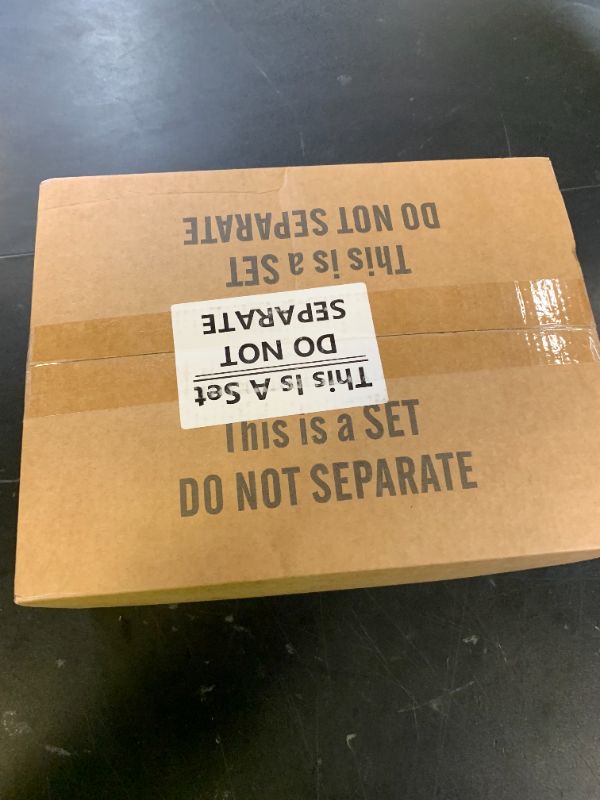 DO NOT SEPARATE
This is a SET
This Is A Set
DO NOT
SEPARATE
This is a SET
DO NOT SEPARATE